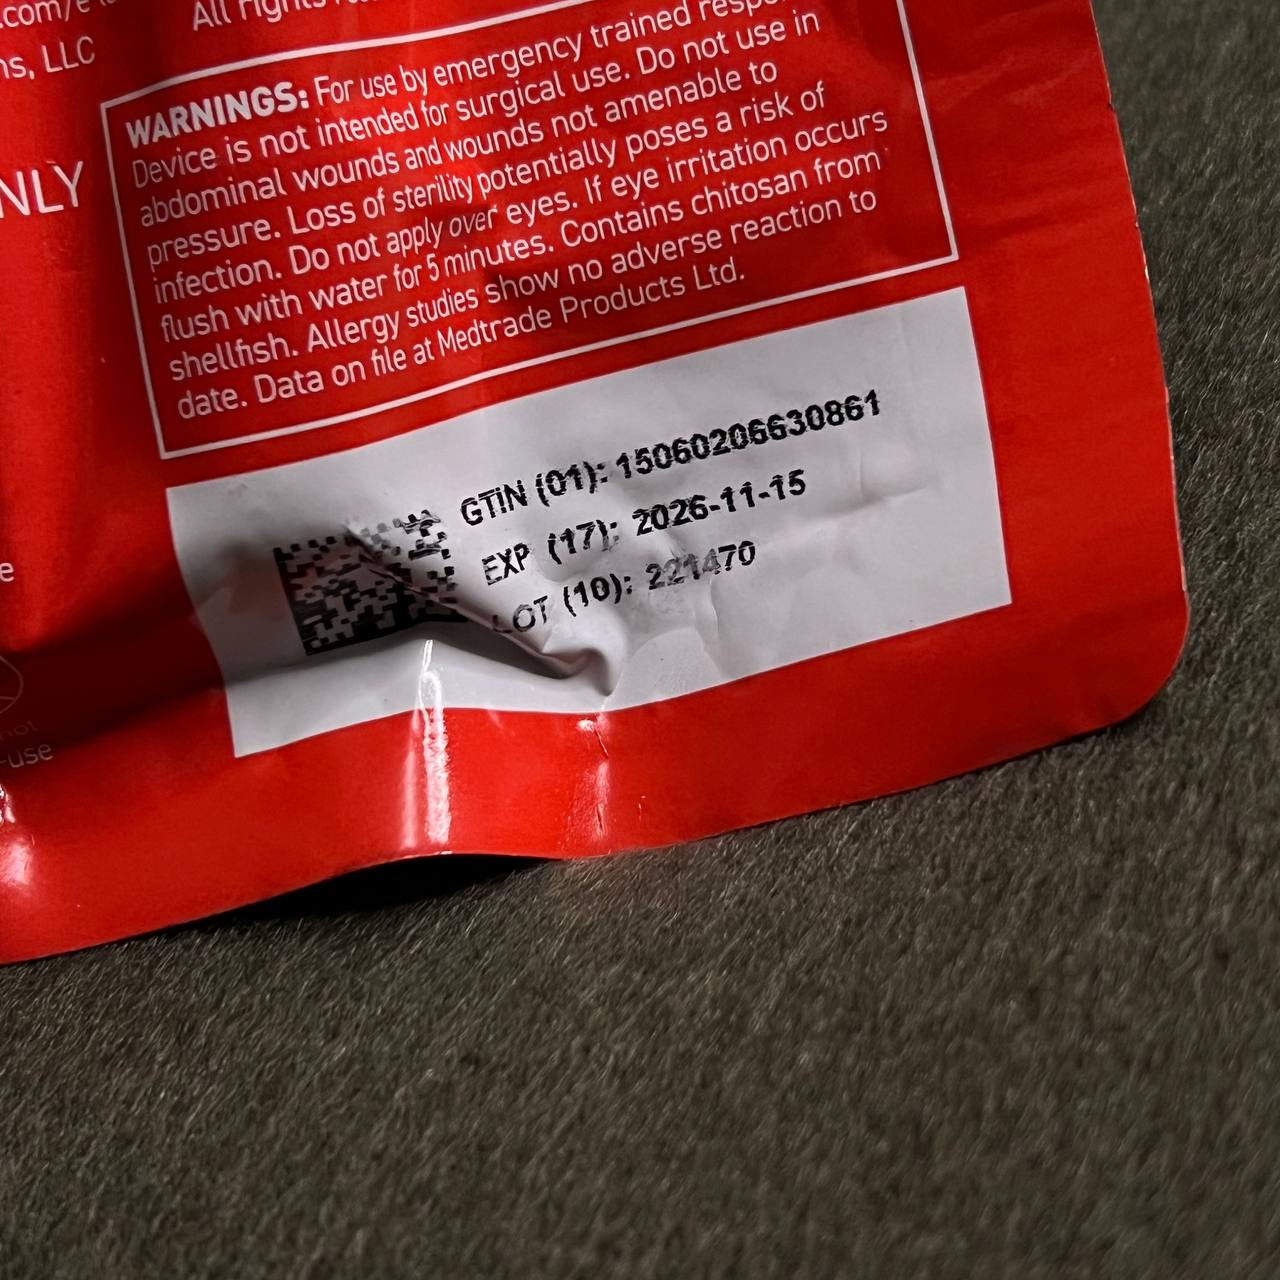 .com/e
All rights
ns, LLC
NLY
WARNINGS: For use by emergency trained
Device is not intended for surgical use. Do not use in
abdominal wounds and wounds not amenable to
pressure. Loss of sterility potentially poses a risk of
infection. Do not apply over eyes. If eye irritation occurs
flush with water for 5 minutes. Contains chitosan from
shellfish. Allergy studies show no adverse reaction to
date. Data on file at Medtrade Products Ltd.
GTIN (01): 15060206630861
EXP (17): 2026-11-15
LOT (10): 221470
e
not
-use